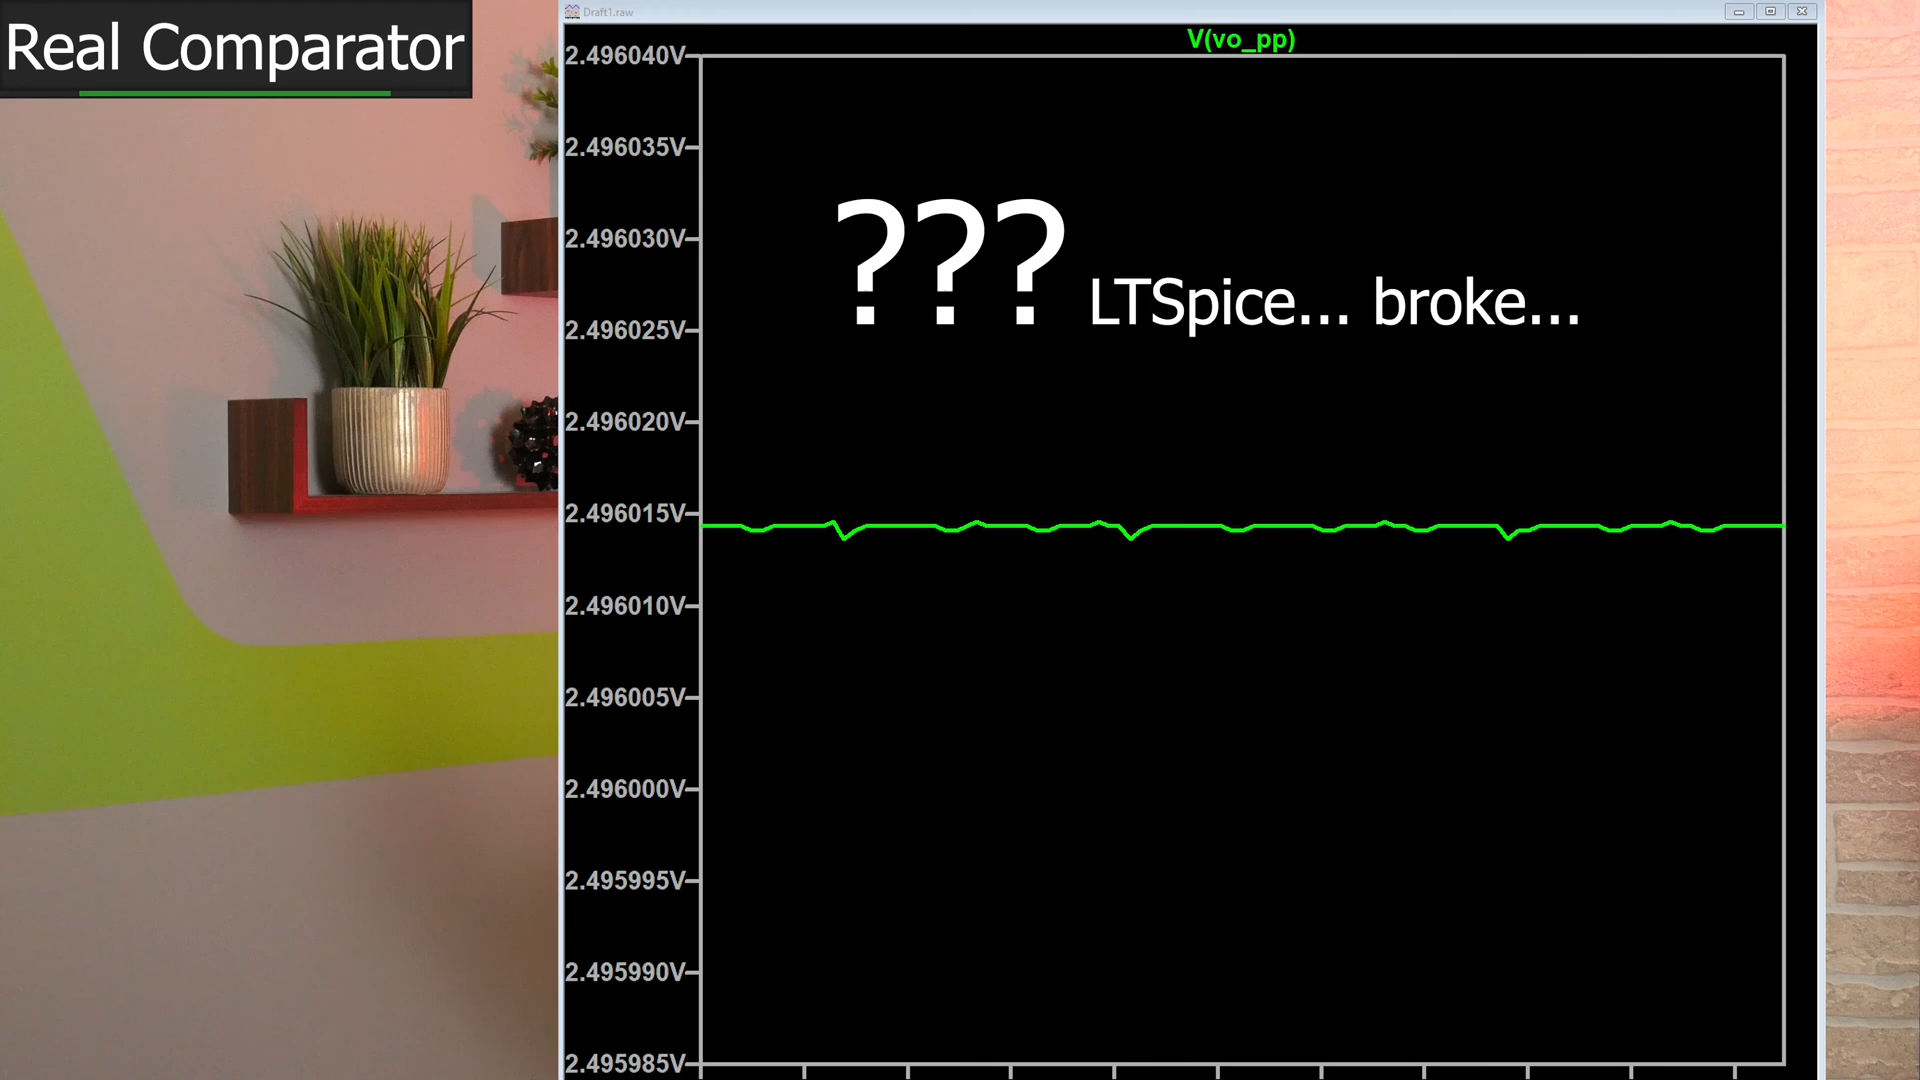 Real Comparator
Draft1.raw
V(vo_pp)
2.496040V
2.496035V
2.496030V
??? LTSpice... broke...
2.496025V
2.496020V
2.496015V
2.496010V
2.496005V
2.496000V
2.495995V
2.495990V
2.495985V